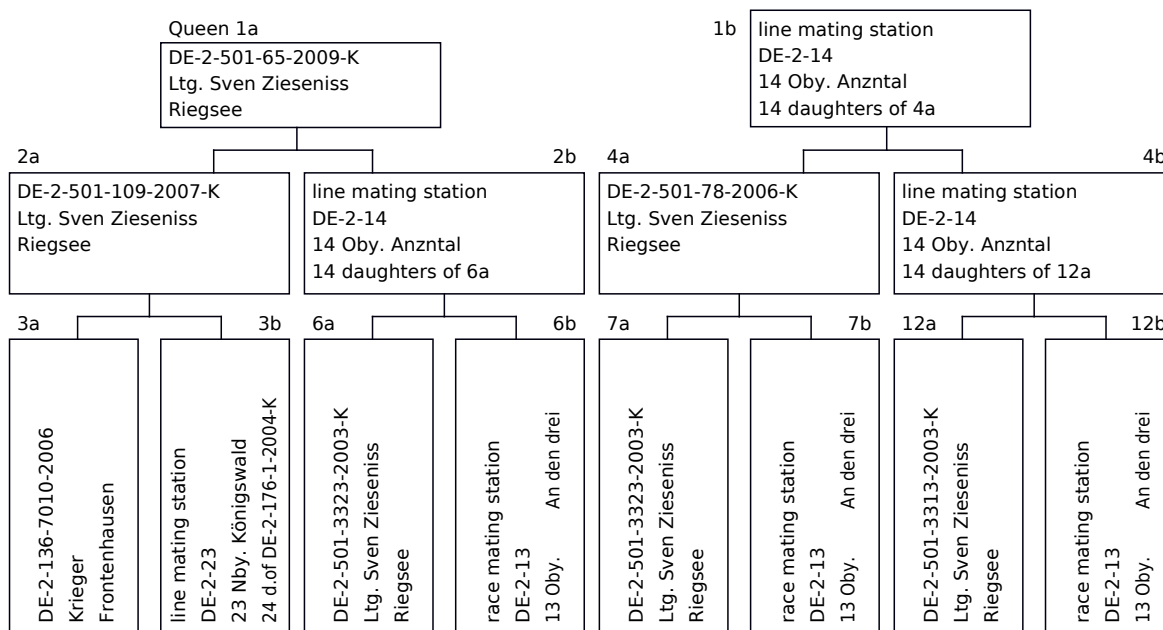 Queen 1a
DE-2-501-65-2009-K
Ltg. Sven Zieseniss
Riegsee
1b
line mating station
DE-2-14
14 Oby. Anzntal
14 daughters of 4a
2a
DE-2-501-109-2007-K
Ltg. Sven Zieseniss
Riegsee
2b
line mating station
DE-2-14
14 Oby. Anzntal
14 daughters of 6a
4a
DE-2-501-78-2006-K
Ltg. Sven Zieseniss
Riegsee
4b
line mating station
DE-2-14
14 Oby. Anzntal
14 daughters of 12a
3a
DE-2-136-7010-2006
Krieger
Frontenhausen
3b
line mating station
DE-2-23
23 Nby. Königswald
24 d.of DE-2-176-1-2004-K
6a
DE-2-501-3323-2003-K
Ltg. Sven Zieseniss
Riegsee
6b
race mating station
DE-2-13
13 Oby. An den drei
7a
DE-2-501-3323-2003-K
Ltg. Sven Zieseniss
Riegsee
7b
race mating station
DE-2-13
13 Oby. An den drei
12a
DE-2-501-3313-2003-K
Ltg. Sven Zieseniss
Riegsee
12b
race mating station
DE-2-13
13 Oby. An den drei